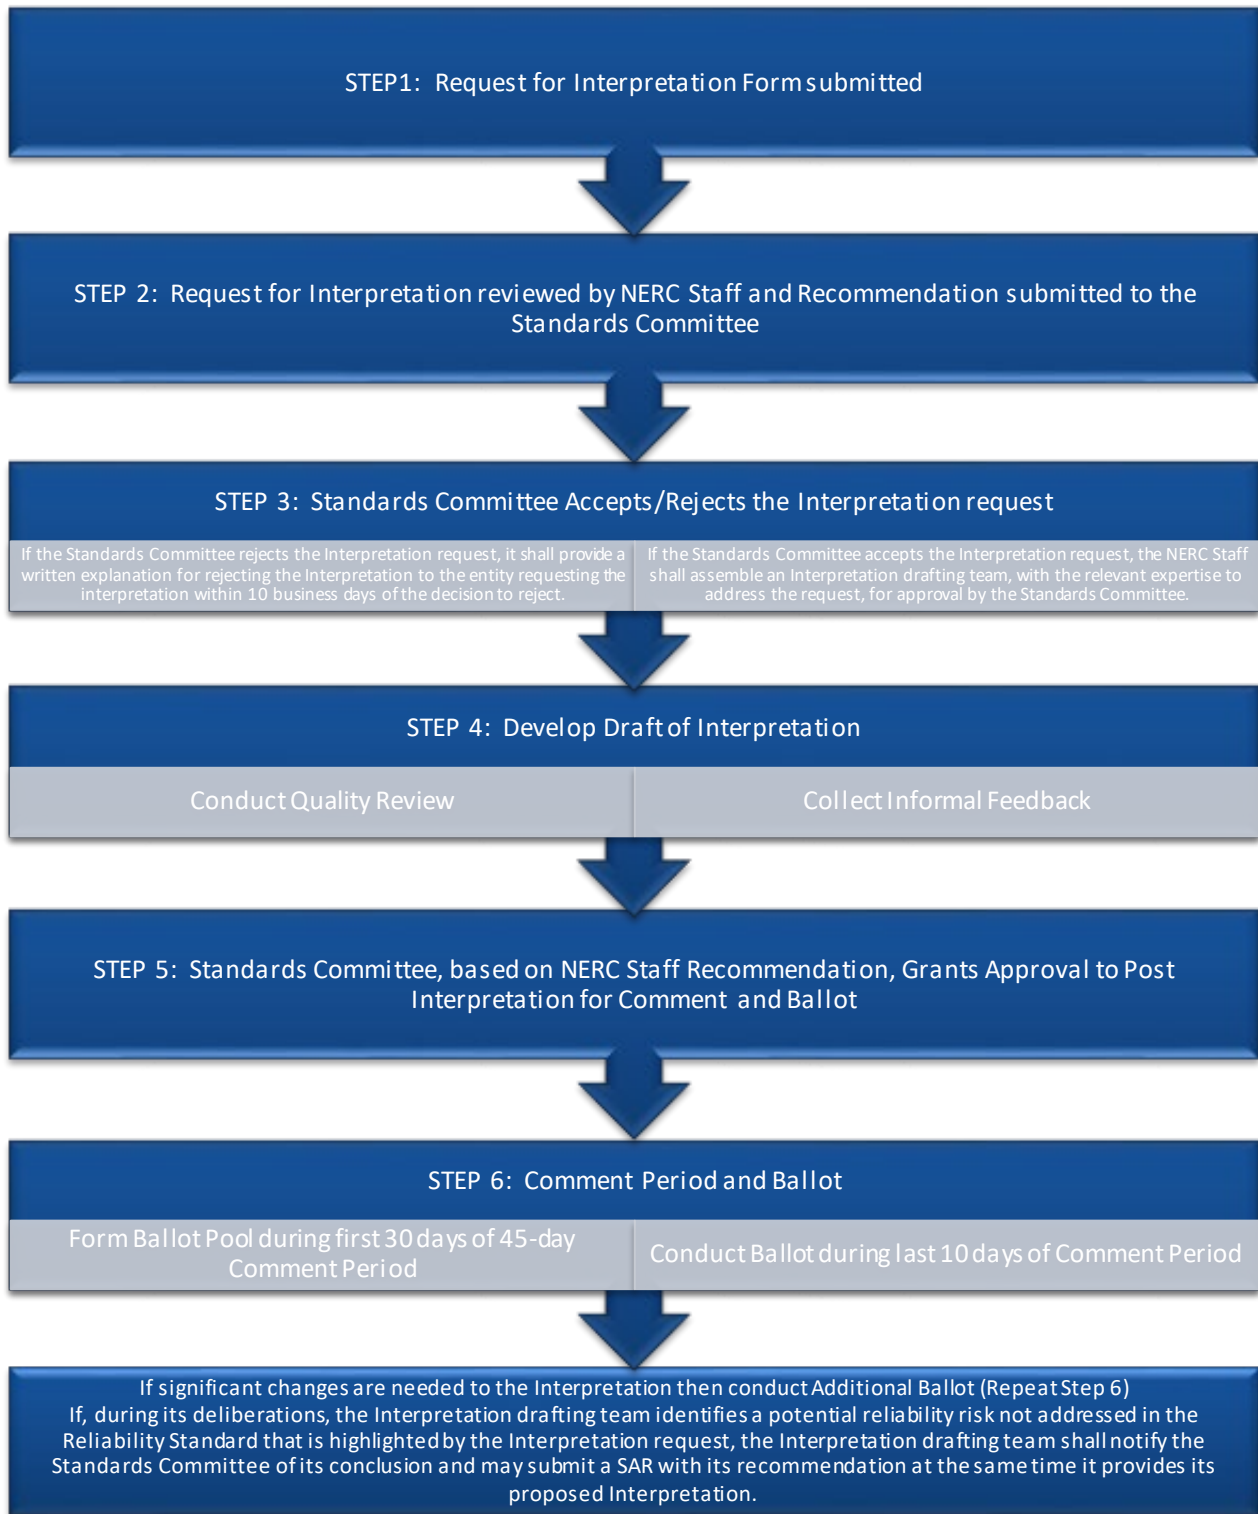 STEP1: Request for Interpretation Form submitted
STEP 2: Request for Interpretation reviewed by NERC Staff and Recommendation submitted to the
Standards Committee
STEP 3: Standards Committee Accepts/Rejects the Interpretation request
If the Standards Committee rejects the Interpretation request, it shall provide a
written explanation for rejecting the Interpretation to the entity requesting the
interpretation within 10 business days of the decision to reject.
If the Standards Committee accepts the Interpretation request, the NERC Staff
shall assemble an Interpretation drafting team, with the relevant expertise to
address the request, for approval by the Standards Committee.
STEP 4: Develop Draft of Interpretation
Conduct Quality Review
Collect Informal Feedback
STEP 5: Standards Committee, based on NERC Staff Recommendation, Grants Approval to Post
Interpretation for Comment and Ballot
STEP 6: Comment Period and Ballot
Form Ballot Pool during first 30 days of 45-day
Comment Period
Conduct Ballot during last 10 days of Comment Period
If significant changes are needed to the Interpretation then conduct Additional Ballot (Repeat Step 6)
If, during its deliberations, the Interpretation drafting team identifies a potential reliability risk not addressed in the
Reliability Standard that is highlighted by the Interpretation request, the Interpretation drafting team shall notify the
Standards Committee of its conclusion and may submit a SAR with its recommendation at the same time it provides its
proposed Interpretation.